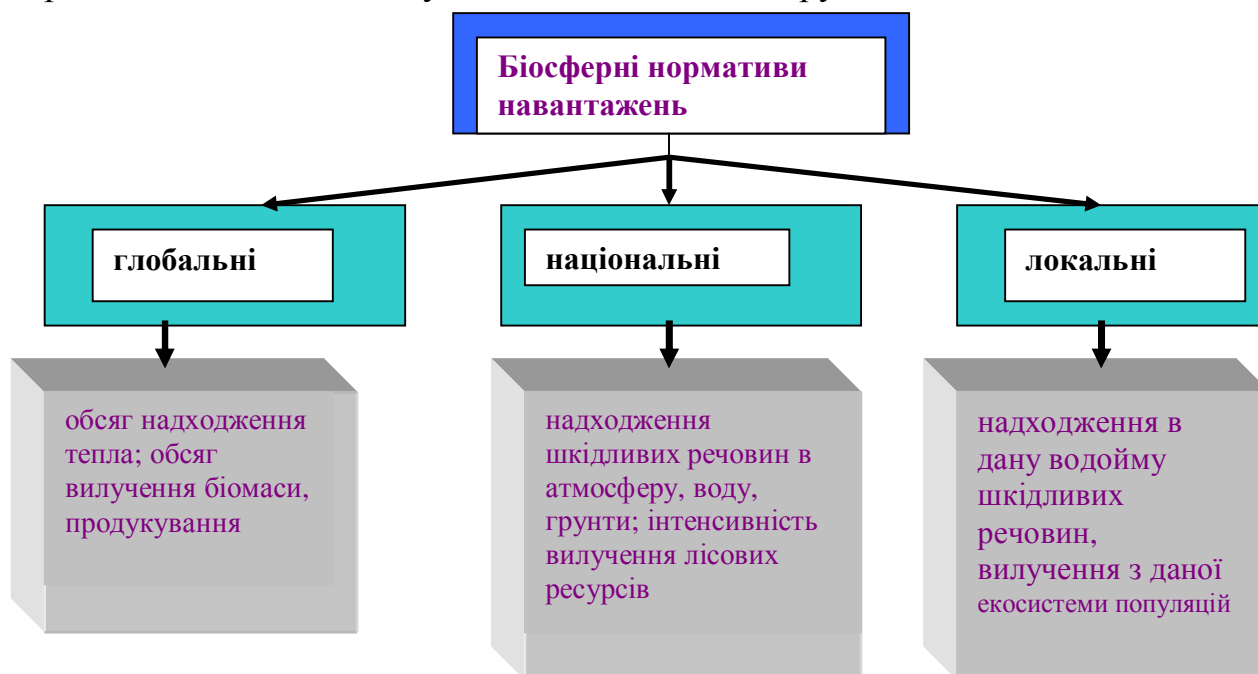 Біосферні нормативи
навантажень
глобальні
національні
локальні
обсяг надходження
тепла; обсяг
вилучення біомаси,
продукування
надходження
шкідливих речовин в
атмосферу, воду,
грунти; інтенсивність
вилучення лісових
ресурсів
надходження в
дану водойму
шкідливих
речовин,
вилучення з даної
екосистеми популяцій